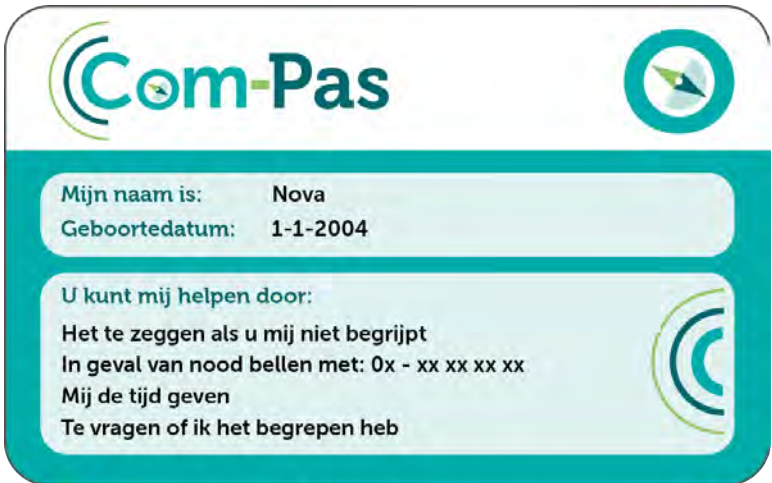 Com-Pas
Mijn naam is: Nova
Geboortedatum: 1-1-2004
U kunt mij helpen door:
Het te zeggen als u mij niet begrijpt
In geval van nood bellen met: 0x - xx xx xx xx
Mij de tijd geven
Te vragen of ik het begrepen heb